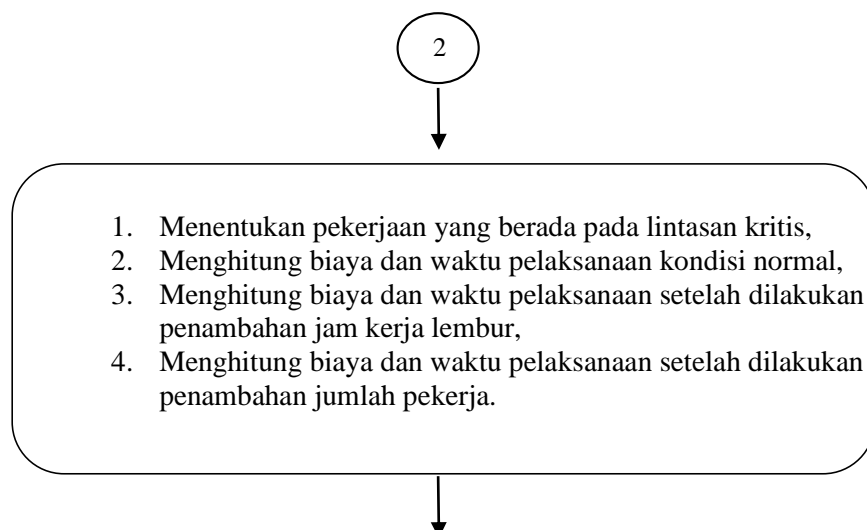 2
1. Menentukan pekerjaan yang berada pada lintasan kritis,
2. Menghitung biaya dan waktu pelaksanaan kondisi normal,
3. Menghitung biaya dan waktu pelaksanaan setelah dilakukan
penambahan jam kerja lembur,
4. Menghitung biaya dan waktu pelaksanaan setelah dilakukan
penambahan jumlah pekerja.